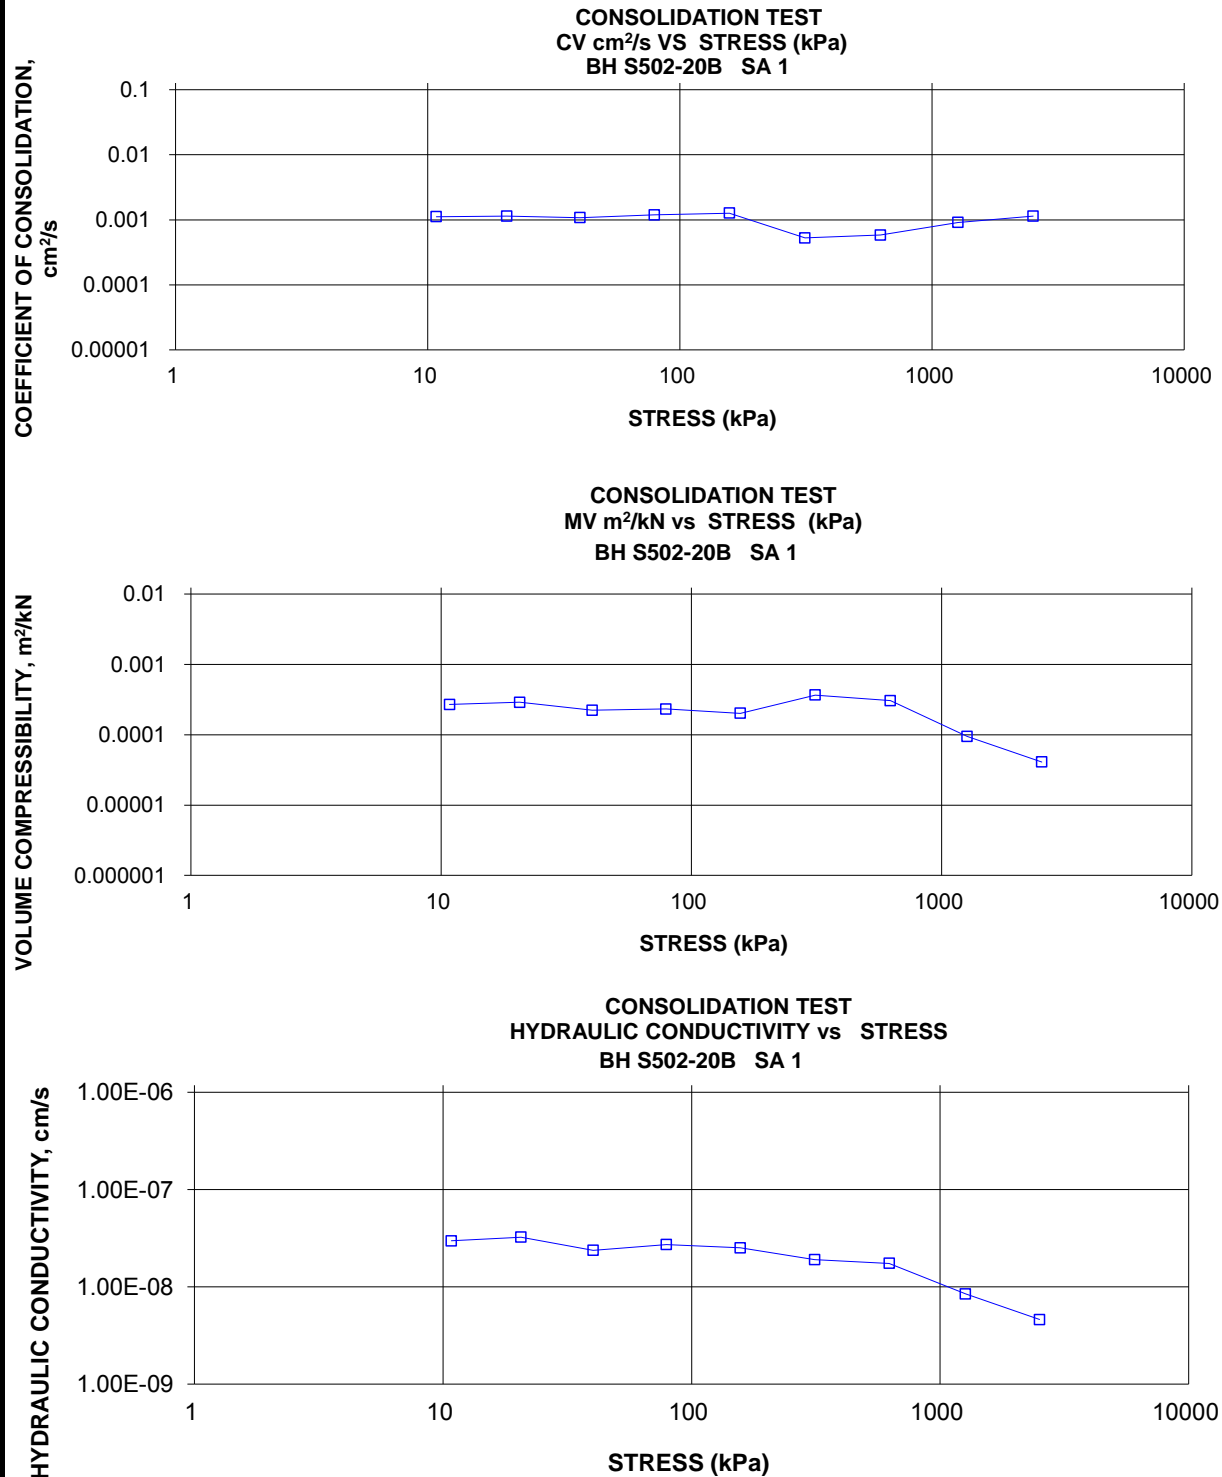 CONSOLIDATION TEST
CV cm²/s VS STRESS (kPa)
BH S502-20B SA 1
COEFFICIENT OF CONSOLIDATION,
cm²/s
0.1
0.01
0.001
0.0001
0.00001
1 10 100 1000 10000
STRESS (kPa)
CONSOLIDATION TEST
MV m²/kN vs STRESS (kPa)
BH S502-20B SA 1
VOLUME COMPRESSIBILITY, m²/kN
0.01
0.001
0.0001
0.00001
0.000001
1 10 100 1000 10000
STRESS (kPa)
CONSOLIDATION TEST
HYDRAULIC CONDUCTIVITY vs STRESS
BH S502-20B SA 1
HYDRAULIC CONDUCTIVITY, cm/s
1.00E-06
1.00E-07
1.00E-08
1.00E-09
1 10 100 1000 10000
STRESS (kPa)